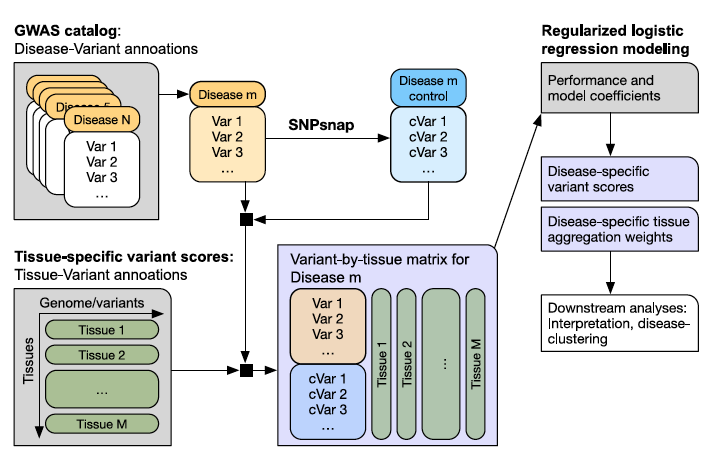 GWAS catalog:
Disease-Variant annoations
Disease 5
Disease N
Var 1
Var 2
Var 3
...
Disease m
Var 1
Var 2
Var 3
...
SNPsnap
Disease m
control
cVar 1
cVar 2
cVar 3
...
Tissue-specific variant scores:
Tissue-Variant annoations
Genome/variants
Tissues
Tissue 1
Tissue 2
...
Tissue M
Variant-by-tissue matrix for
Disease m
Var 1
Var 2
Var 3
...
cVar 1
cVar 2
cVar 3
...
Tissue 1
Tissue 2
...
Tissue M
Regularized logistic
regression modeling
Performance and
model coefficients
Disease-specific
variant scores
Disease-specific tissue
aggregation weights
Downstream analyses:
Interpretation, disease-
clustering